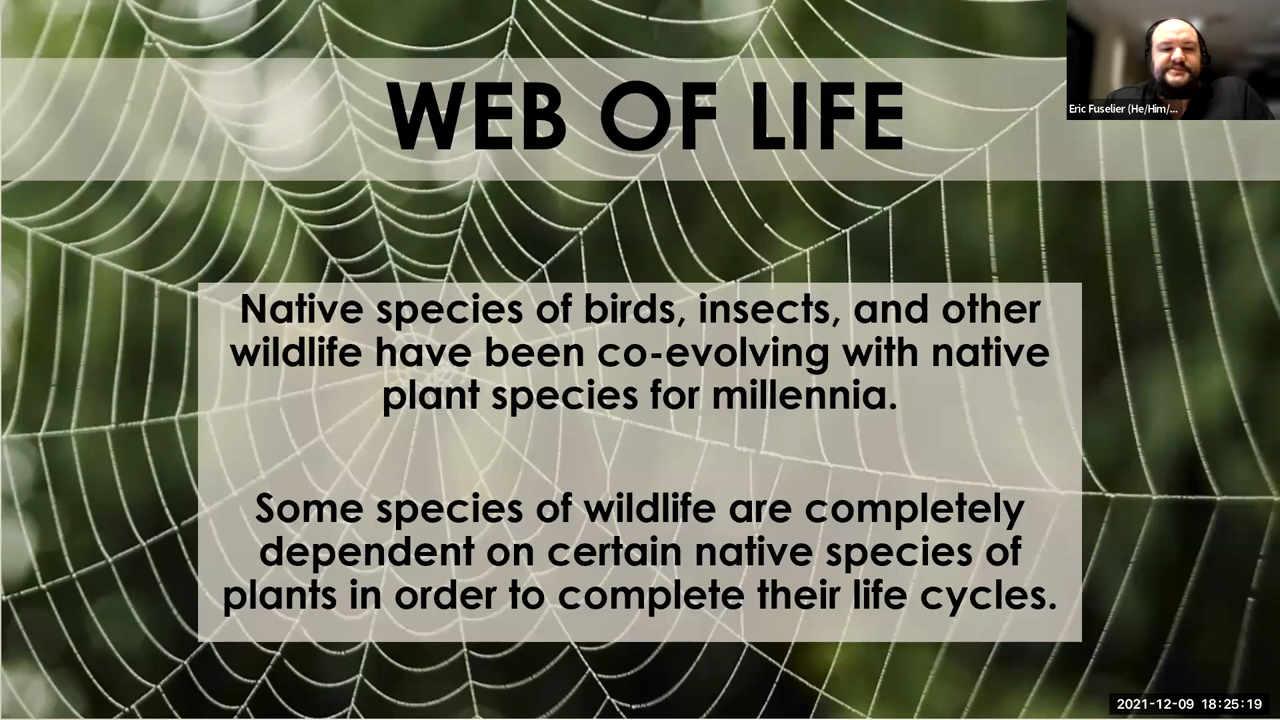 WEB OF LIFE
Eric Fuselier (He/Him/...
Native species of birds, insects, and other
wildlife have been co-evolving with native
plant species for millennia.
Some species of wildlife are completely
dependent on certain native species of
plants in order to complete their life cycles.
2021-12-09 18:25:19